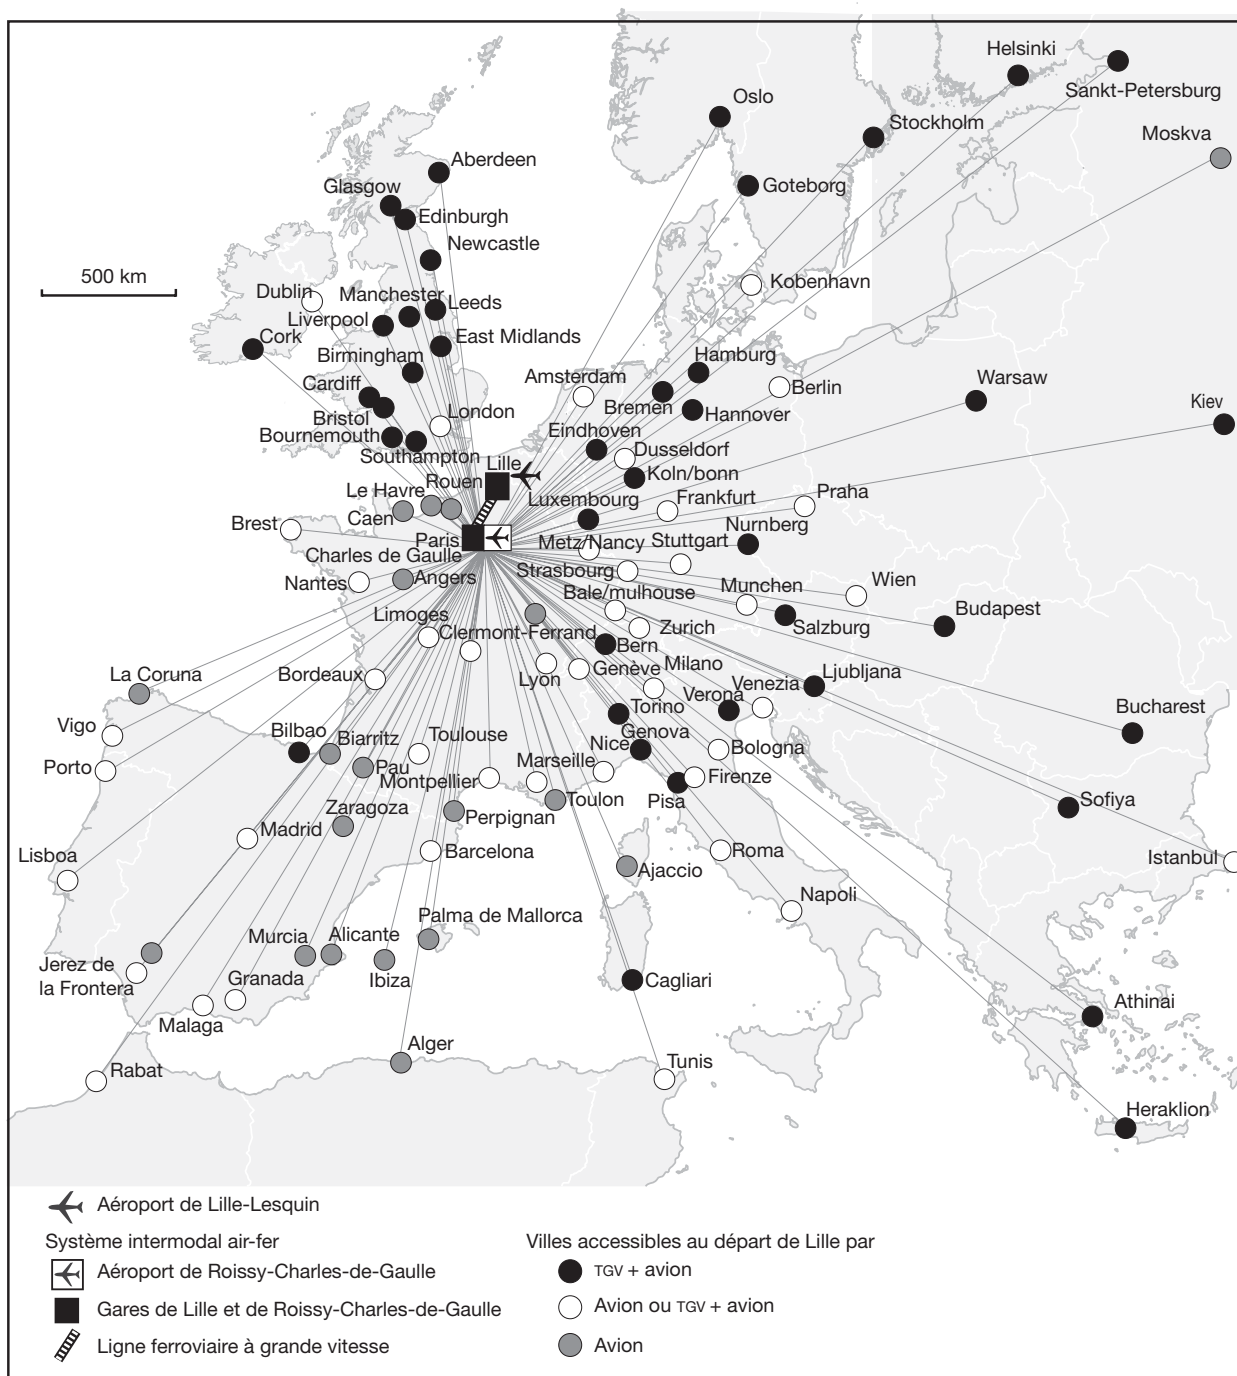 Helsinki
Sankt-Petersburg
Oslo
Stockholm
Moskva
Aberdeen
Glasgow
Goteborg
Edinburgh
Newcastle
500 km
Dublin
Manchester
Leeds
Kobenhavn
Liverpool
Cork
East Midlands
Birmingham
Hamburg
Cardiff
Amsterdam
Berlin
Warsaw
Bristol
London
Bremen
Hannover
Kiev
Bournemouth
Eindhoven
Southampton
Dusseldorf
Lille
Koln/bonn
Rouen
Le Havre
Luxembourg
Frankfurt
Praha
Caen
Brest
Nurnberg
Paris
Charles de Gaulle
Metz/Nancy
Stuttgart
Nantes
Angers
Strasbourg
Munchen
Wien
Bale/mulhouse
Limoges
Clermont-Ferrand
Zurich
Salzburg
Budapest
Bern
La Coruna
Bordeaux
Lyon
Genève
Milano
Ljubljana
Venezia
Verona
Torino
Bucharest
Vigo
Bilbao
Biarritz
Toulouse
Genova
Nice
Bologna
Porto
Pau
Montpellier
Marseille
Firenze
Toulon
Pisa
Zaragoza
Perpignan
Sofiya
Madrid
Lisboa
Barcelona
Roma
Istanbul
Ajaccio
Napoli
Palma de Mallorca
Murcia
Alicante
Jerez de
la Frontera
Granada
Ibiza
Cagliari
Athinai
Malaga
Alger
Rabat
Tunis
Heraklion
Aéroport de Lille-Lesquin
Système intermodal air-fer
Aéroport de Roissy-Charles-de-Gaulle
Gares de Lille et de Roissy-Charles-de-Gaulle
Ligne ferroviaire à grande vitesse
Villes accessibles au départ de Lille par
TGV + avion
Avion ou TGV + avion
Avion